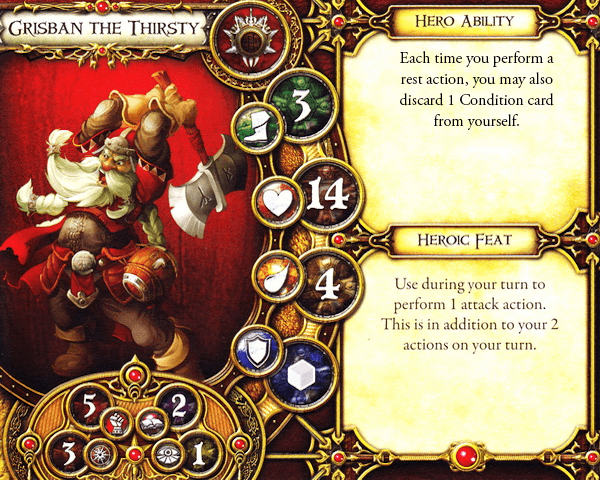 Grisban the Thirsty
3
14
4
5
2
3
1
Hero Ability
Each time you perform a
rest action, you may also
discard 1 Condition card
from yourself.
Heroic Feat
Use during your turn to
perform 1 attack action.
This is in addition to your 2
actions on your turn.